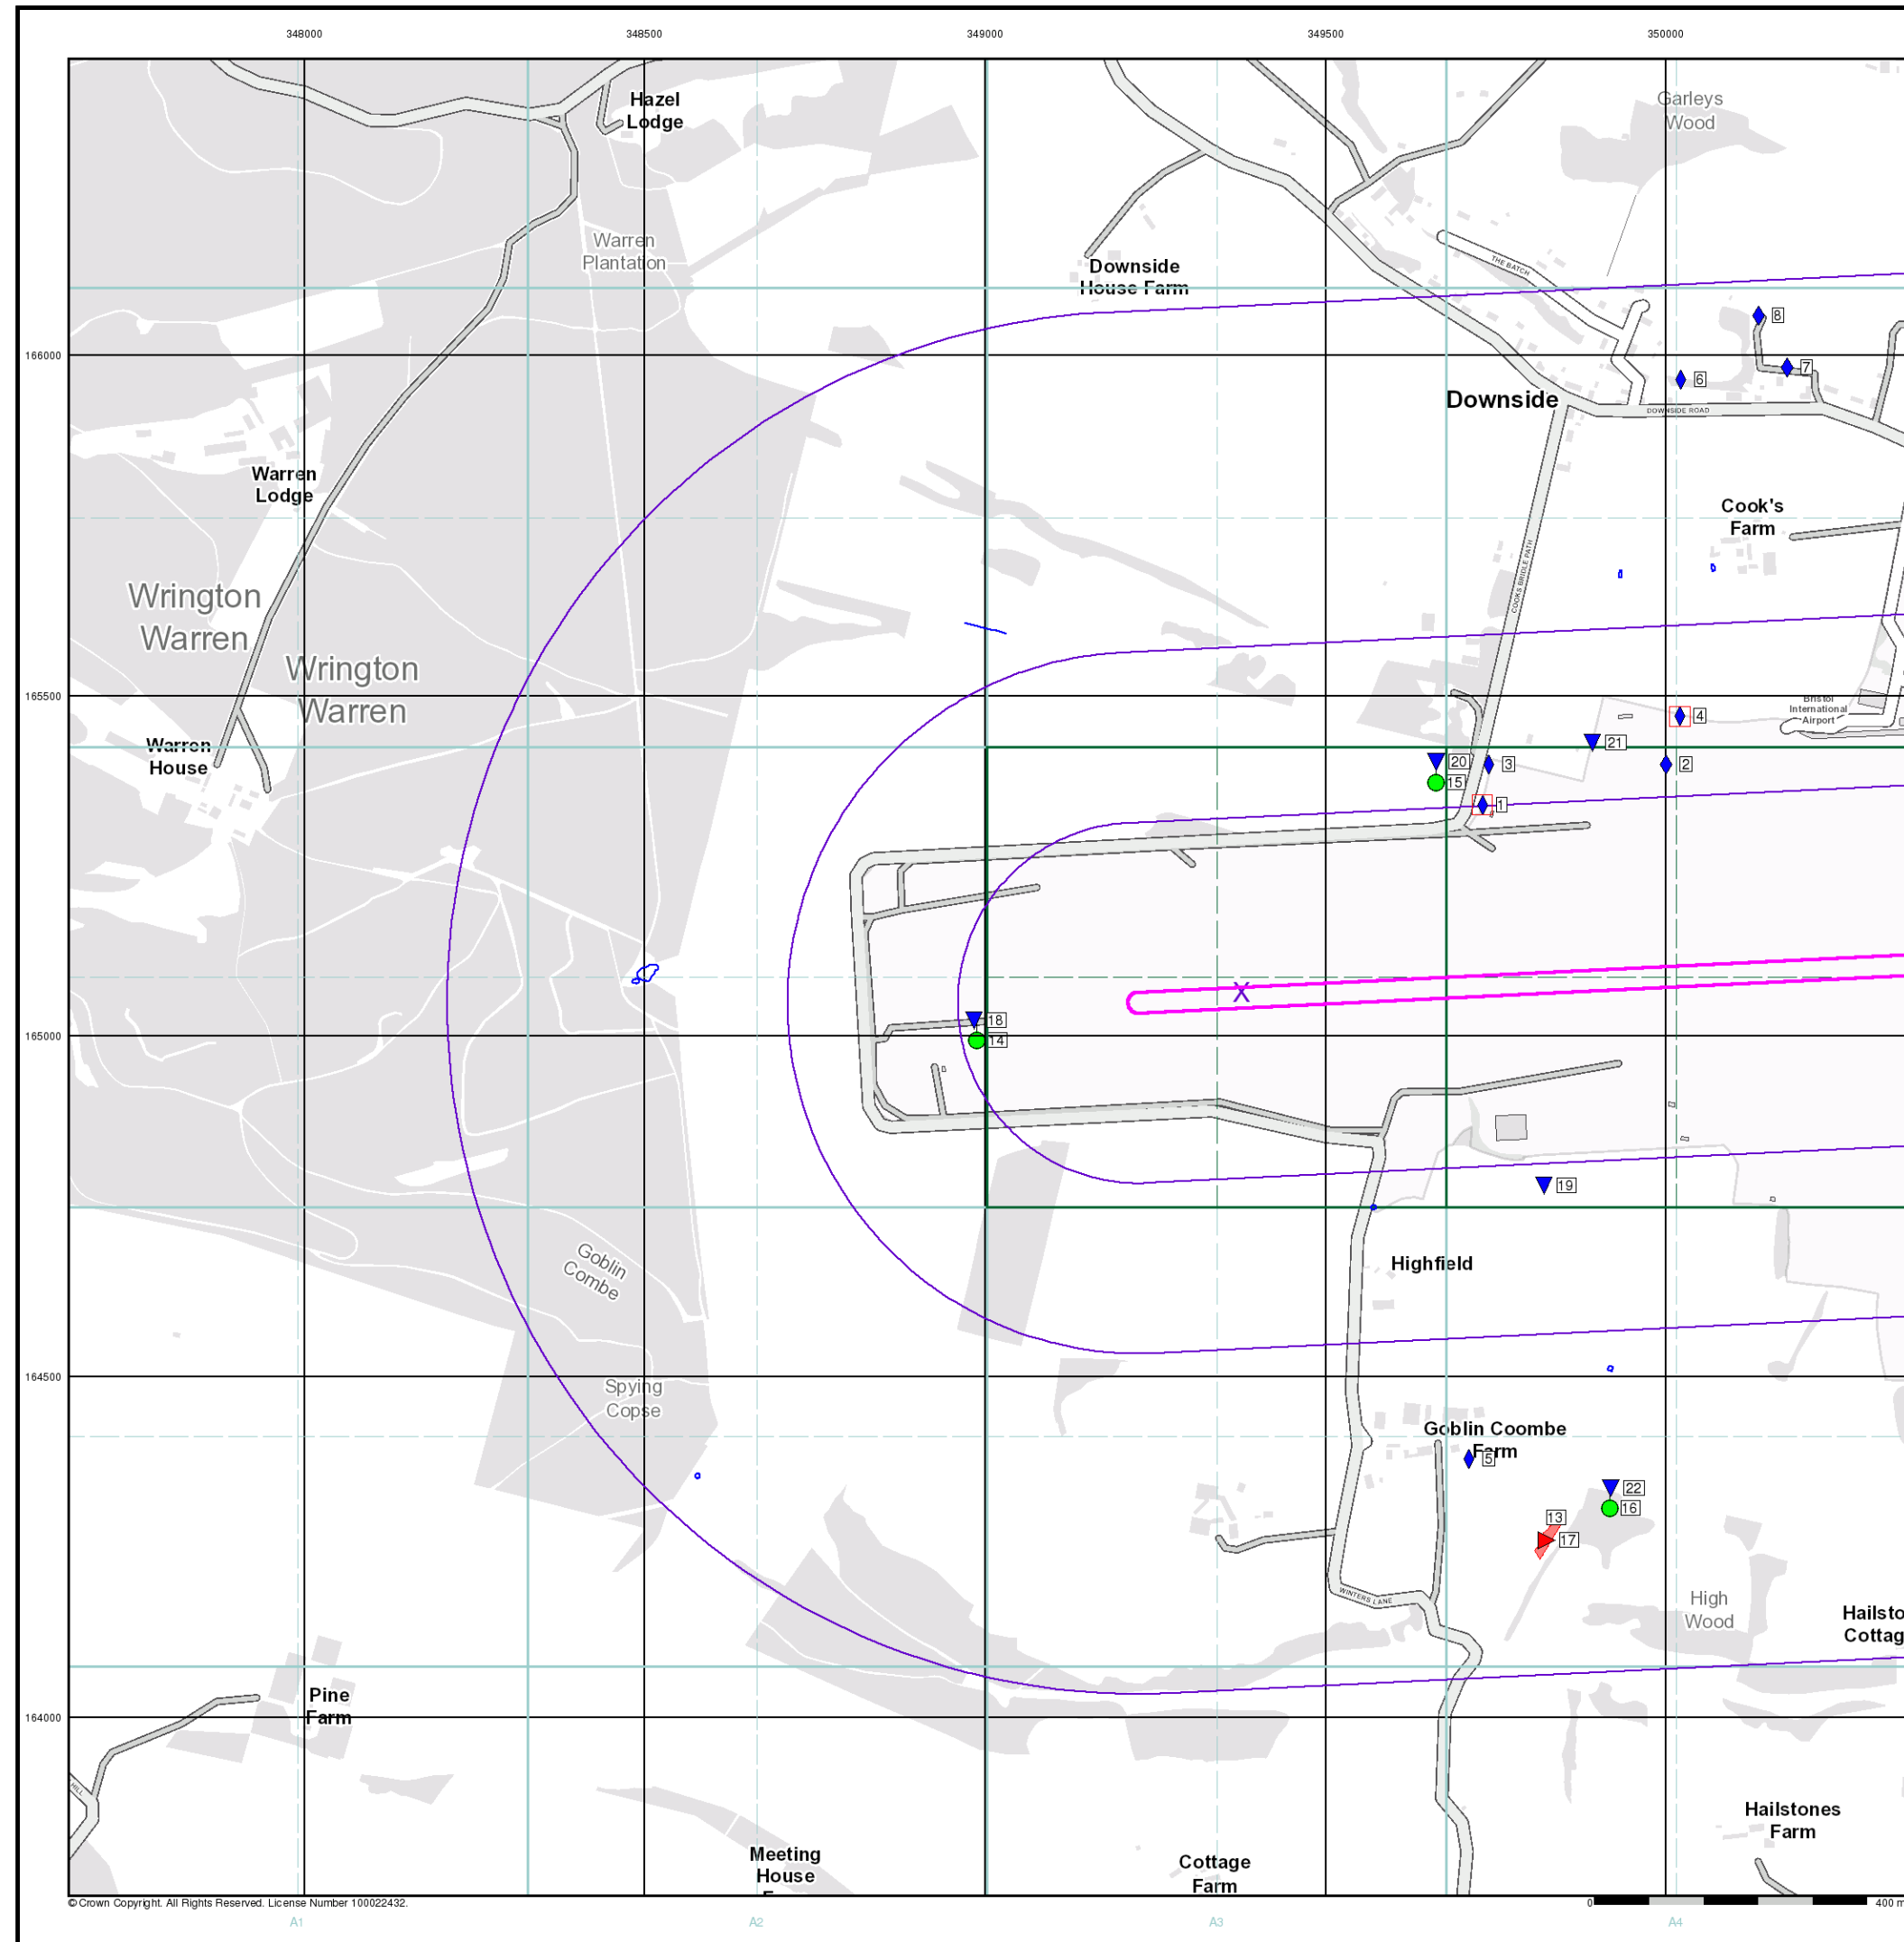 348000
348500
349000
349500
350000
Hazel
Lodge
Garleys
Wood
Warren
Plantation
Downside
House Farm
THE BATCH
8
166000
7
6
Downside
DOWNSIDE ROAD
Warren
Lodge
Cook's
Farm
COOKS BRIDLE PATH
Wrington
Warren
Wrington
Warren
165500
Bristol
International
Airport
4
Warren
House
21
20
3
2
15
1
X
18
165000
14
19
Goblin
Combe
Highfield
164500
Spying
Copse
Goblin Coombe
Farm
5
22
16
13
17
WINTERS LANE
High
Wood
Hailsto
Cottag
Pine
Farm
164000
HILL
Hailstones
Farm
Meeting
House
Cottage
Farm
© Crown Copyright. All Rights Reserved. License Number 100022432.
0
400 m
A1
A2
A3
A4